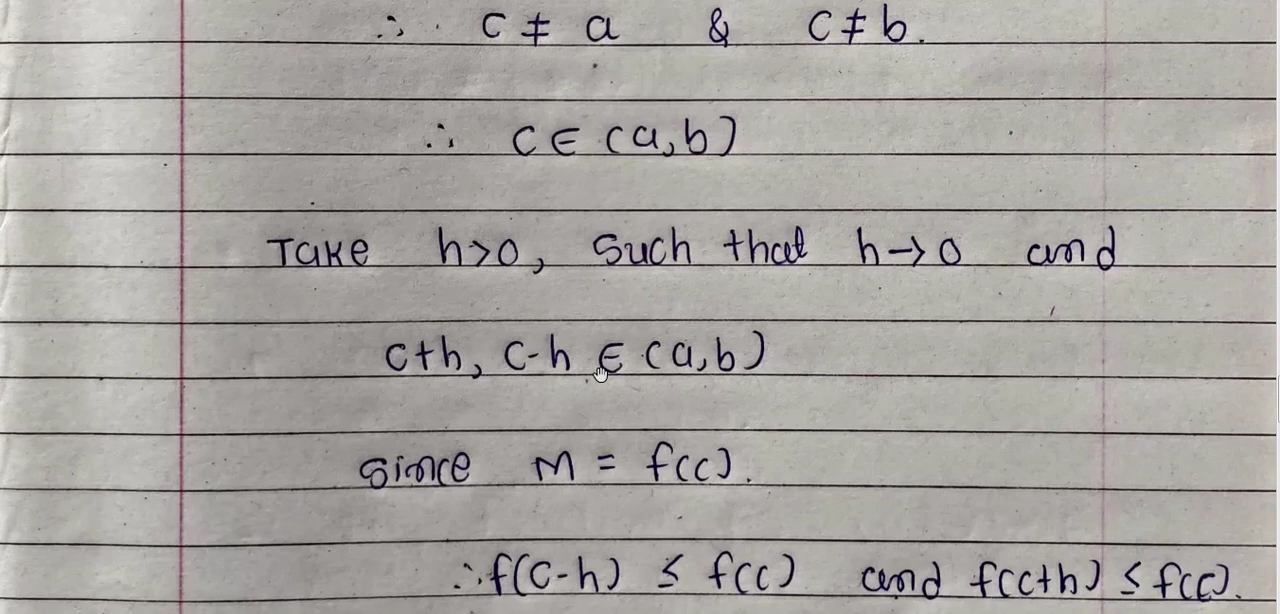 ∴ c ≠ a & c ≠ b.
∴ c ∈ (a,b)
Take h>0, such that h→0 and
c+h, c-h ∈ (a,b)
since M = f(c).
∴ f(c-h) ≤ f(c) and f(c+h) ≤ f(c).